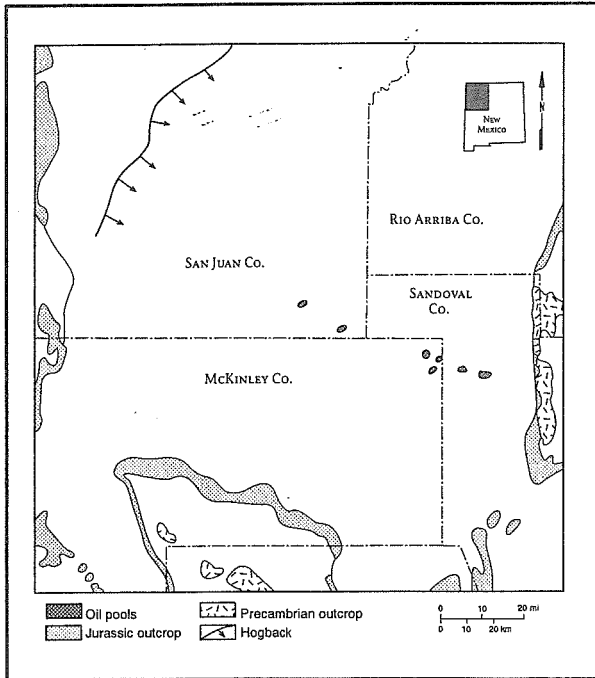 N
NEW
MEXICO
RIO ARRIBA CO.
SAN JUAN CO.
SANDOVAL
CO.
MCKINLEY CO.
Oil pools
Precambrian outcrop
Jurassic outcrop
Hogback
0 10 20 mi
0 10 20 km